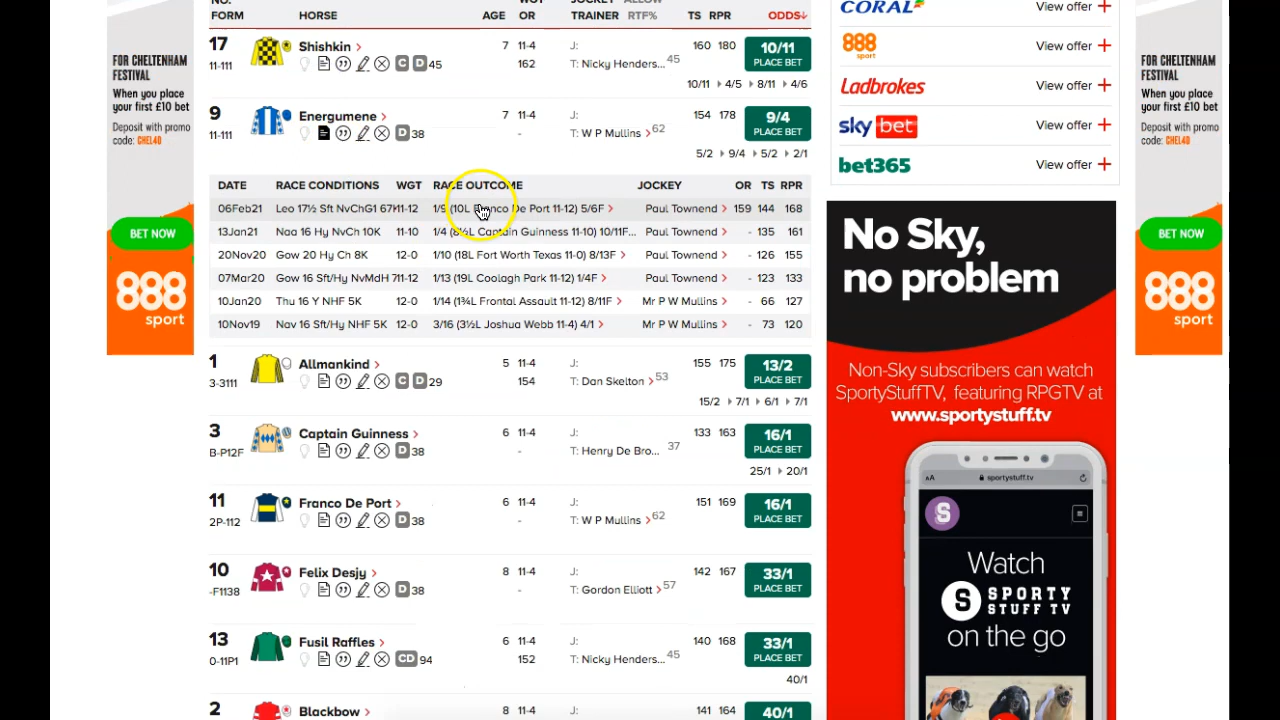 NO.
FORM HORSE AGE WGT OR JOCKEY TRAINER ALLOW RTF% TS RPR ODDS
17 Shishkin 7 11-4 J: 160 180 10/11
11-111 C D 45 162 T: Nicky Henders... 45 PLACE BET
10/11 4/5 8/11 4/6
9 Energumene 7 11-4 J: 154 178 9/4
11-111 D 38 - T: W P Mullins 62 PLACE BET
5/2 9/4 5/2 2/1
DATE RACE CONDITIONS WGT RACE OUTCOME JOCKEY OR TS RPR
06Feb21 Leo 17½ Sft NvChG1 67K 11-12 1/9 (10L Franco De Port 11-12) 5/6F Paul Townend 159 144 168
13Jan21 Naa 16 Hy NvCh 10K 11-10 1/4 (8½L Captain Guinness 11-10) 10/11F... Paul Townend - 135 161
20Nov20 Gow 20 Hy Ch 8K 12-0 1/10 (18L Fort Worth Texas 11-0) 8/13F Paul Townend - 126 155
07Mar20 Gow 16 Sft/Hy NvMdH 7 11-12 1/13 (19L Coolagh Park 11-12) 1/4F Paul Townend - 123 133
10Jan20 Thu 16 Y NHF 5K 12-0 1/14 (1¾L Frontal Assault 11-12) 8/11F Mr P W Mullins - 66 127
10Nov19 Nav 16 Sft/Hy NHF 5K 12-0 3/16 (3½L Joshua Webb 11-4) 4/1 Mr P W Mullins - 73 120
1 Allmankind 5 11-4 J: 155 175 13/2
3-3111 C D 29 154 T: Dan Skelton 53 PLACE BET
15/2 7/1 6/1 7/1
3 Captain Guinness 6 11-4 J: 133 163 16/1
B-P12F D 38 - T: Henry De Bro... 37 PLACE BET
25/1 20/1
11 Franco De Port 6 11-4 J: 151 169 16/1
2P-112 D 38 - T: W P Mullins 62 PLACE BET
10 Felix Desjy 8 11-4 J: 142 167 33/1
-F1138 D 38 - T: Gordon Elliott 57 PLACE BET
13 Fusil Raffles 6 11-4 J: 140 168 33/1
0-11P1 CD 94 152 T: Nicky Henders... 45 PLACE BET
40/1
2 Blackbow 8 11-4 J: 141 164 40/1
FOR CHELTENHAM
FESTIVAL
When you place
your first £10 bet
Deposit with promo
code: CHEL40
BET NOW
888
sport
CORAL View offer +
888 sport View offer +
Ladbrokes View offer +
sky bet View offer +
bet365 View offer +
No Sky,
no problem
Non-Sky subscribers can watch
SportyStuffTV, featuring RPGTV at
www.sportystuff.tv
AA sportystuff.tv
S
Watch
S SPORTY
STUFF TV
on the go
FOR CHELTENHAM
FESTIVAL
When you place
your first £10 bet
Deposit with promo
code: CHEL40
BET NOW
888
sport